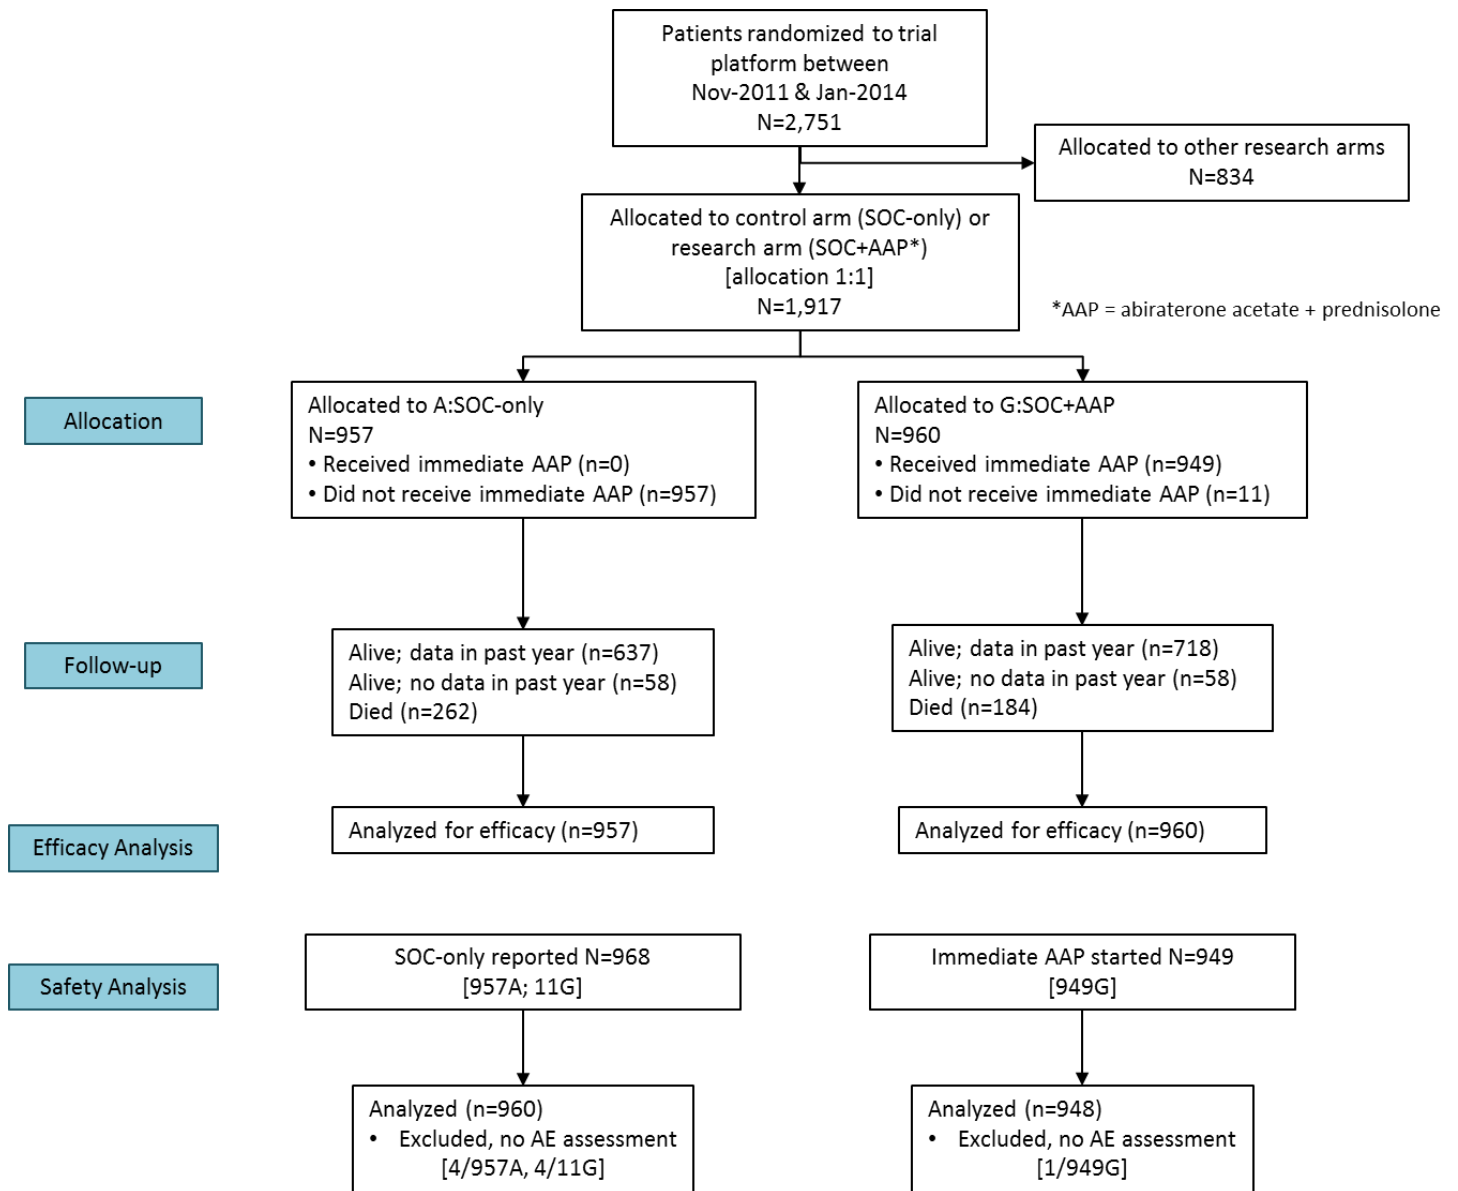 Patients randomized to trial
platform between
Nov-2011 & Jan-2014
N=2,751
Allocated to other research arms
N=834
Allocated to control arm (SOC-only) or
research arm (SOC+AAP*)
[allocation 1:1]
N=1,917
*AAP = abiraterone acetate + prednisolone
Allocation
Allocated to A:SOC-only
N=957
• Received immediate AAP (n=0)
• Did not receive immediate AAP (n=957)
Allocated to G:SOC+AAP
N=960
• Received immediate AAP (n=949)
• Did not receive immediate AAP (n=11)
Follow-up
Alive; data in past year (n=637)
Alive; no data in past year (n=58)
Died (n=262)
Alive; data in past year (n=718)
Alive; no data in past year (n=58)
Died (n=184)
Efficacy Analysis
Analyzed for efficacy (n=957)
Analyzed for efficacy (n=960)
Safety Analysis
SOC-only reported N=968
[957A; 11G]
Immediate AAP started N=949
[949G]
Analyzed (n=960)
• Excluded, no AE assessment
[4/957A, 4/11G]
Analyzed (n=948)
• Excluded, no AE assessment
[1/949G]